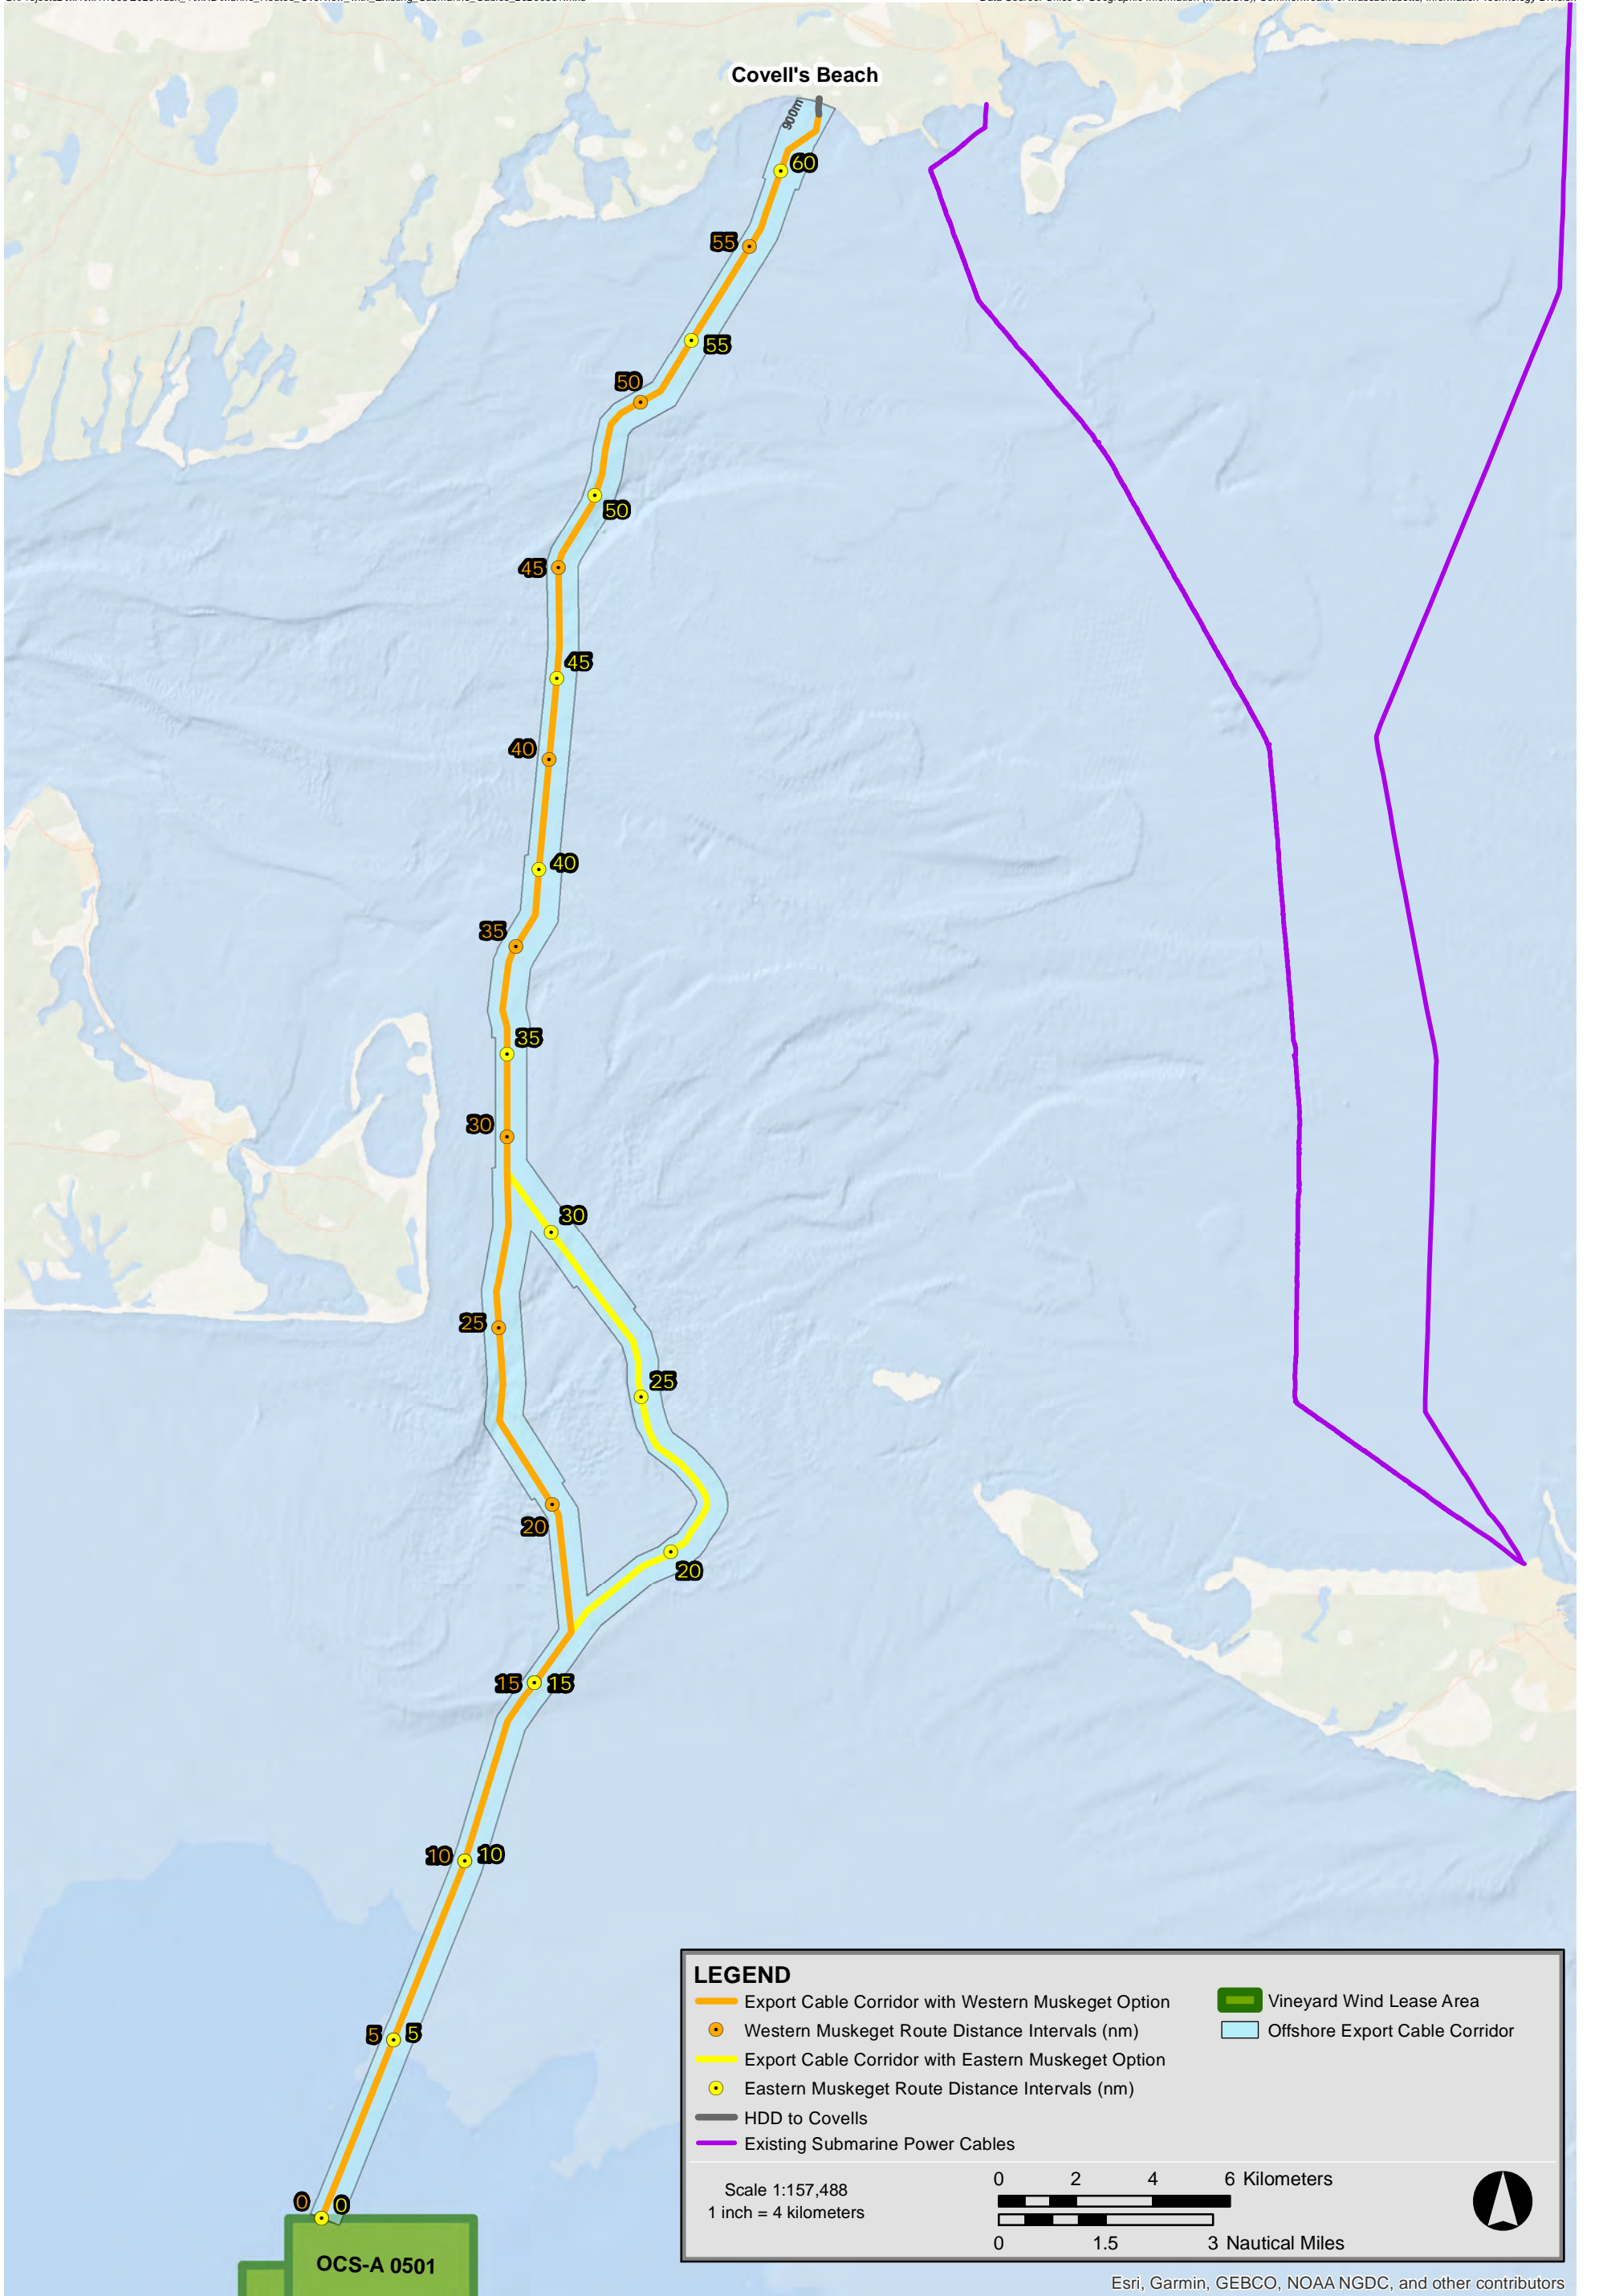 Covell's Beach
900m
60
55
55
50
50
45
45
40
40
35
35
30
30
25
25
20
20
15 15
10 10
5 5
0 0
OCS-A 0501
LEGEND
Export Cable Corridor with Western Muskeget Option
Western Muskeget Route Distance Intervals (nm)
Export Cable Corridor with Eastern Muskeget Option
Eastern Muskeget Route Distance Intervals (nm)
HDD to Covells
Existing Submarine Power Cables
Vineyard Wind Lease Area
Offshore Export Cable Corridor
Scale 1:157,488
1 inch = 4 kilometers
0 2 4 6 Kilometers
0 1.5 3 Nautical Miles
Esri, Garmin, GEBCO, NOAA NGDC, and other contributors